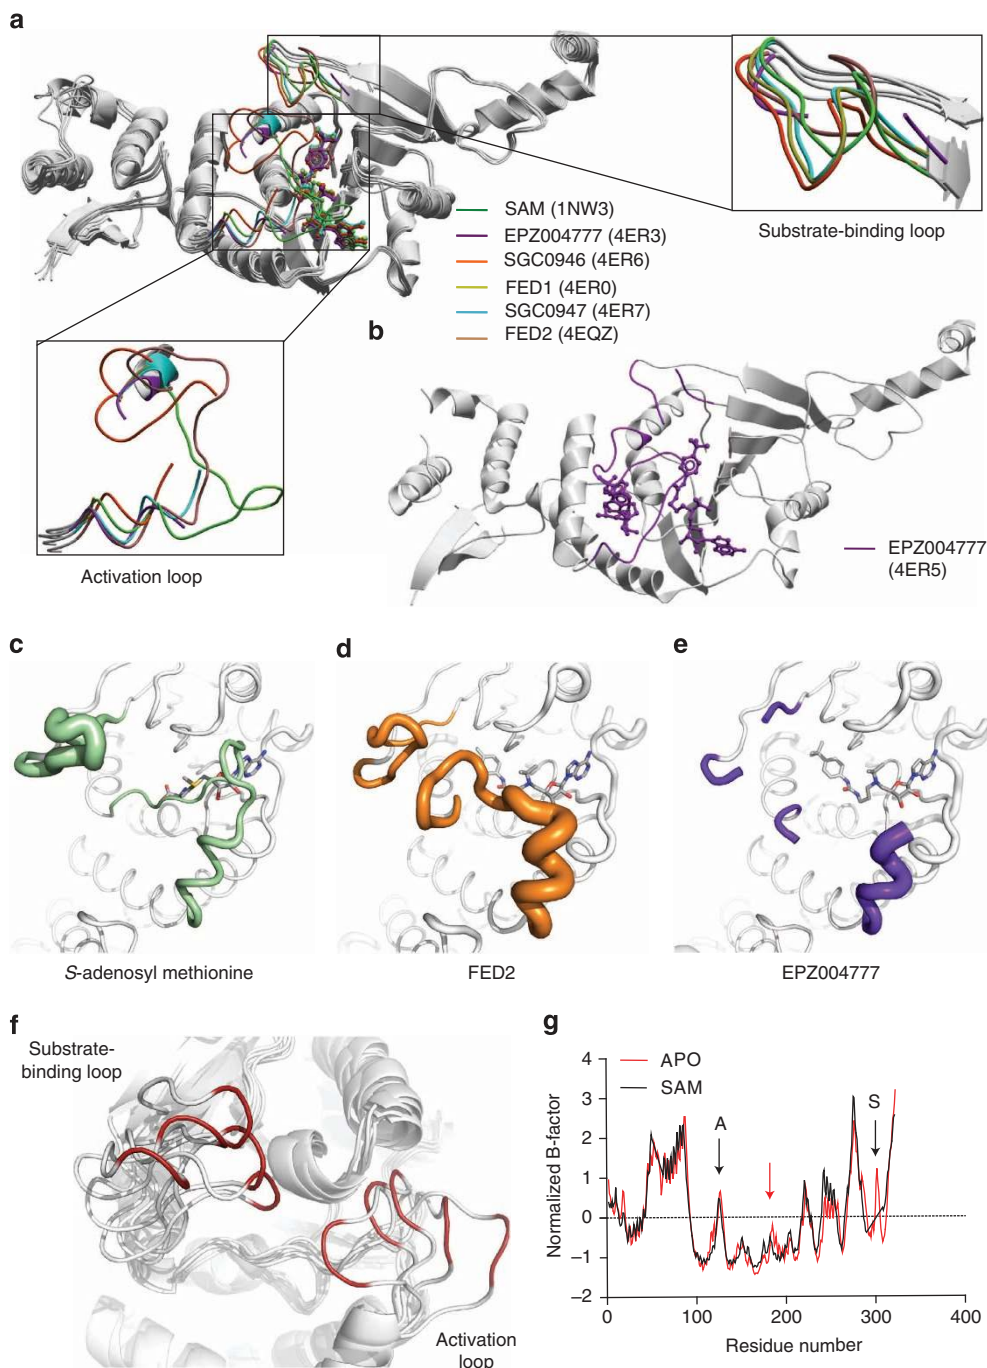 a
SAM (1NW3)
EPZ004777 (4ER3)
SGC0946 (4ER6)
FED1 (4ER0)
SGC0947 (4ER7)
FED2 (4EQZ)
Substrate-binding loop
Activation loop
b
EPZ004777
(4ER5)
c
S-adenosyl methionine
d
FED2
e
EPZ004777
f
Substrate-
binding loop
Activation
loop
g
APO
SAM
A
S
Normalized B-factor
4
3
2
1
0
–1
–2
0 100 200 300 400
Residue number